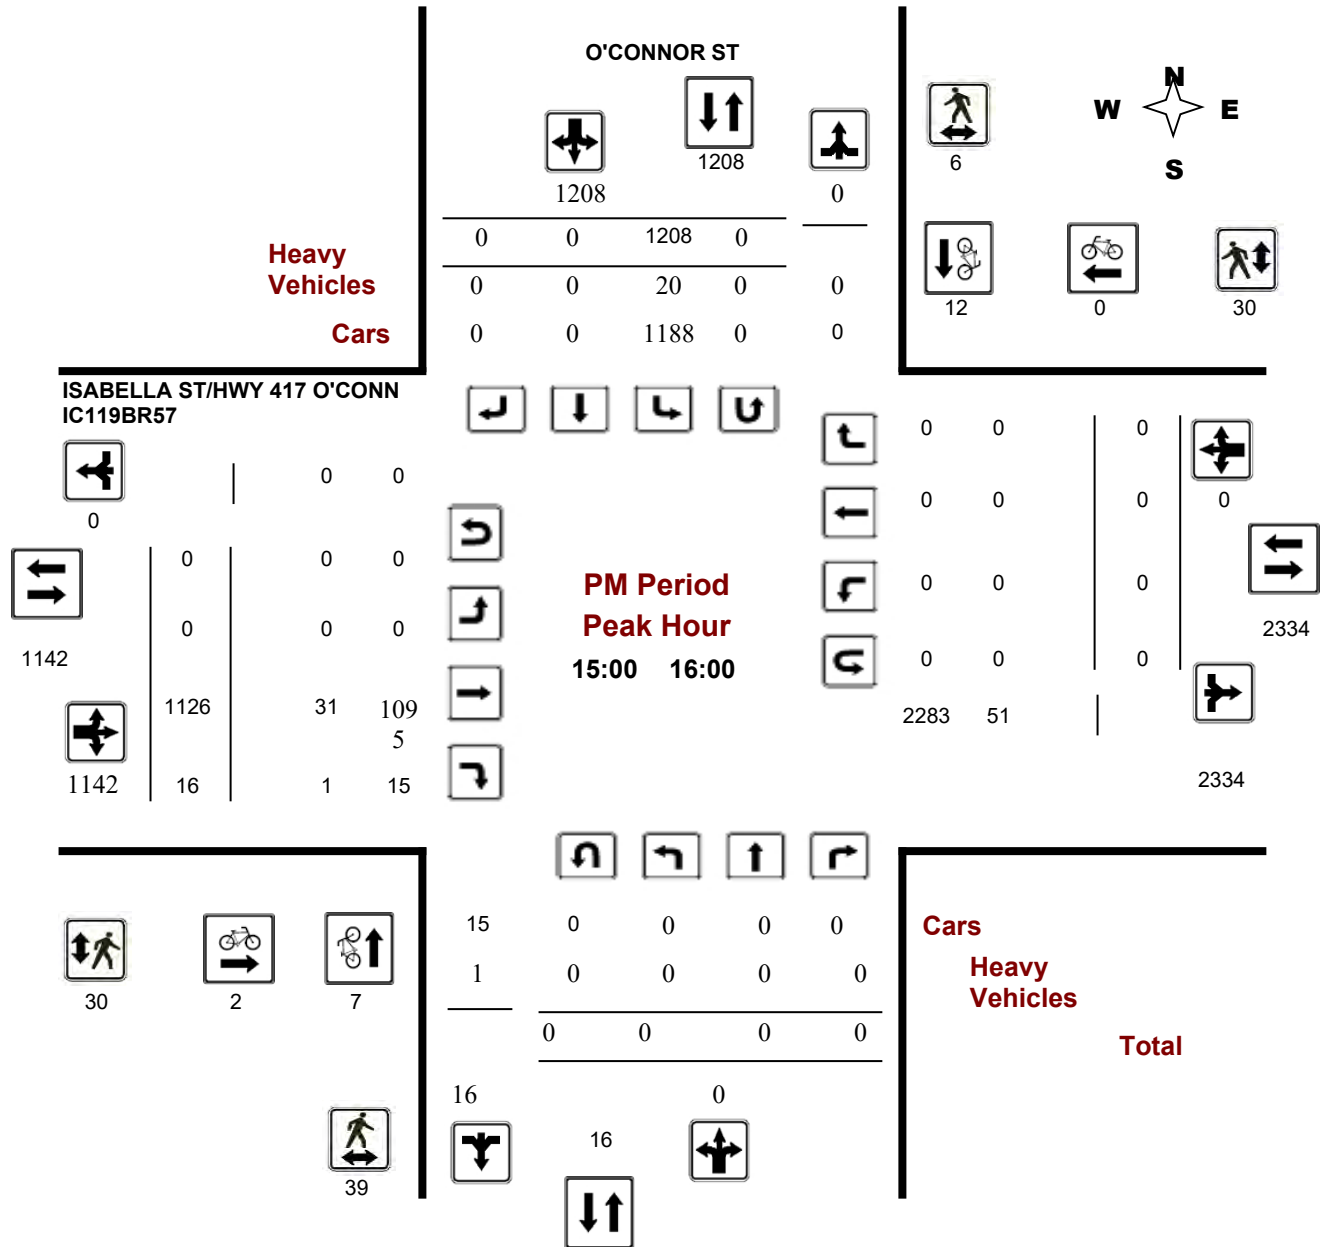 O'CONNOR ST
N
W E
S
1208
6
1208 0
0 0 1208 0
Heavy
Vehicles
0 0 20 0 0
12 0 30
Cars
0 0 1188 0 0
ISABELLA ST/HWY 417 O'CONN
IC119BR57
0 0 0
0 0
0 0 0 0
0
0 0 0
0 0 0
PM Period
0 0 0
2334
Peak Hour
0 0 0
1142
15:00 16:00
0 0 0
1126 31 109
5
2283 51
1142 16 1 15
2334
15 0 0 0 0
Cars
1 0 0 0 0
Heavy
Vehicles
30 2 7
0 0 0 0
Total
16 0
16
39